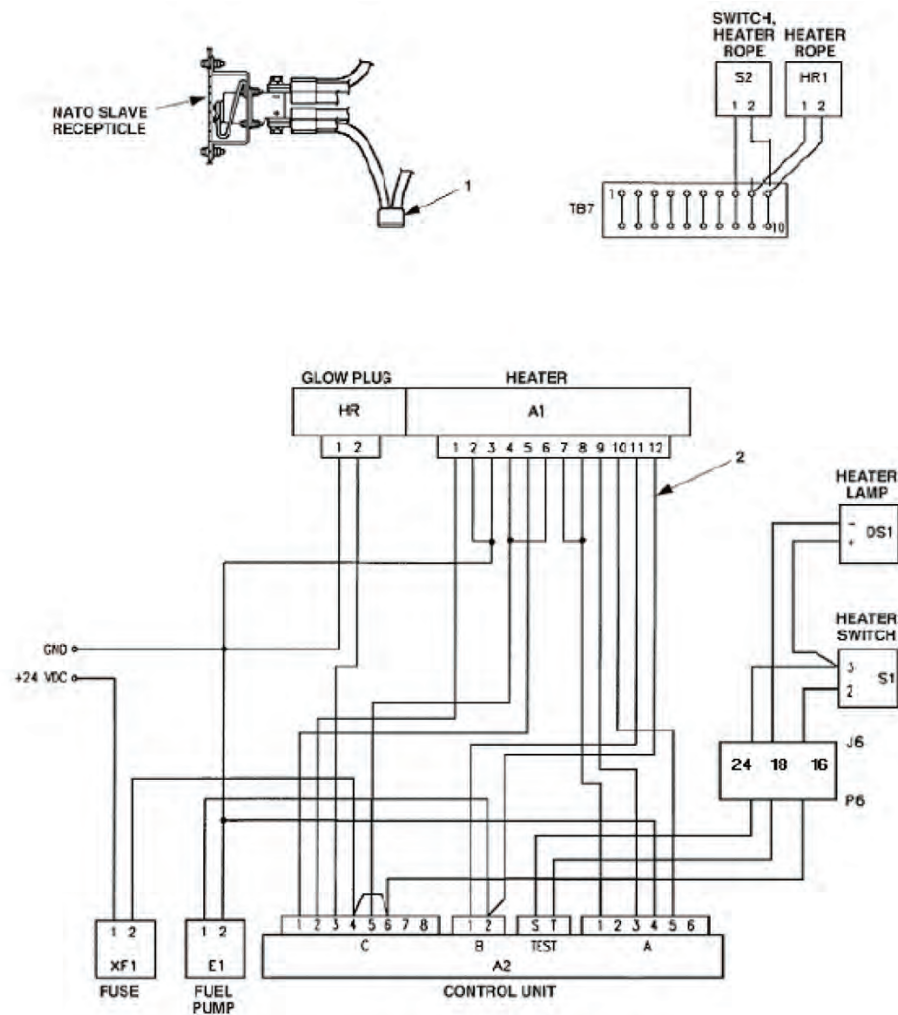 SWITCH,
HEATER
ROPE
HEATER
ROPE
S2
HR1
1 2
1 2
NATO SLAVE
RECEPTICLE
1
TB7
1
10
GLOW PLUG
HEATER
HR
A1
1 2
1 2 3 4 5 6 7 8 9 10 11 12
2
HEATER
LAMP
-
+
DS1
GND
+24 VDC
HEATER
SWITCH
3
2
S1
J6
24 18 16
P6
1 2
XF1
FUSE
1 2
E1
FUEL
PUMP
1 2 3 4 5 6 7 8
C
1 2
B
S T
TEST
1 2 3 4 5 6
A
A2
CONTROL UNIT